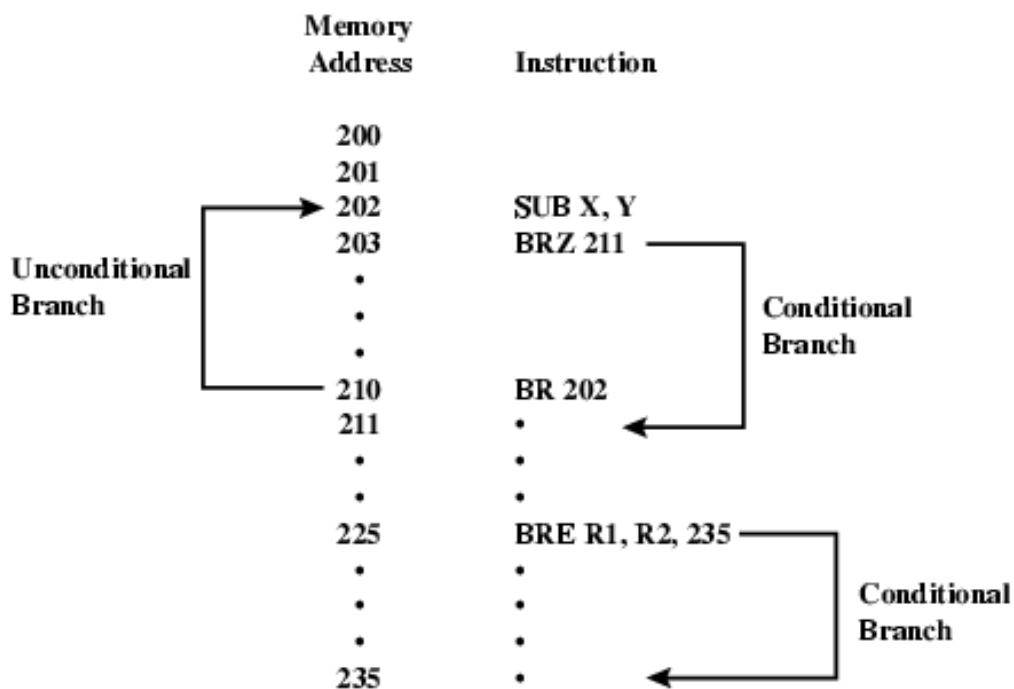 Memory
Address Instruction
200
201
202 SUB X, Y
203 BRZ 211
Unconditional
Branch
Conditional
Branch
210 BR 202
211
225 BRE R1, R2, 235
Conditional
Branch
235